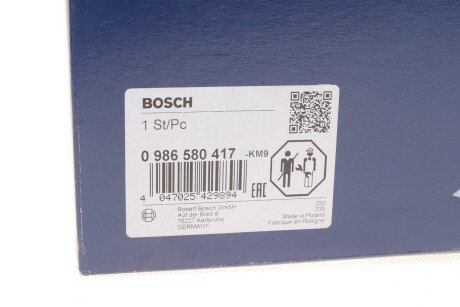 BOSCH
1 St/Pc
0 986 580 417 -KM9
4 047025 429894
EAC
Robert Bosch GmbH
Auf der Breit 4
76227 Karlsruhe
GERMANY
Made in Poland
Fabriqué en Pologne